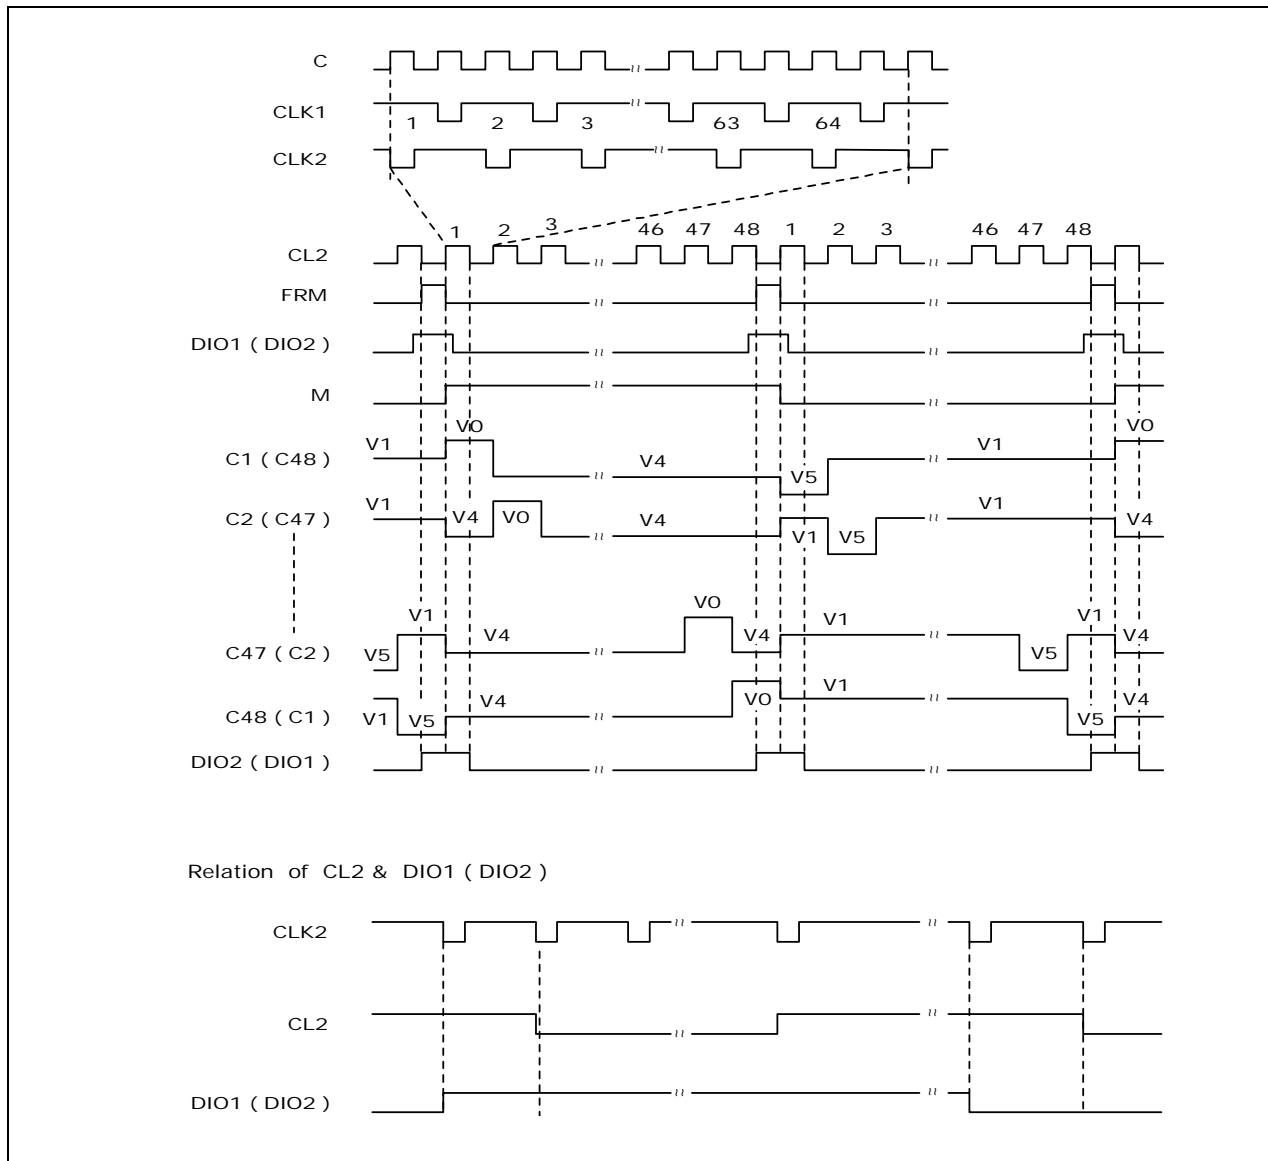 C
CLK1
1 2 3 63 64
CLK2
1 2 3 46 47 48 1 2 3 46 47 48
CL2
FRM
DIO1 ( DIO2 )
M
V0 V0
V1 V1
C1 ( C48 ) V4 V5
V1 V1
C2 ( C47 ) V4 V0 V4 V1 V5 V4
V0
V1 V1 V1
V4 V4 V4
C47 ( C2 ) V5 V5
V4 V0 V1 V4
C48 ( C1 ) V1 V5 V5
DIO2 ( DIO1 )
Relation of CL2 & DIO1 ( DIO2 )
CLK2
CL2
DIO1 ( DIO2 )